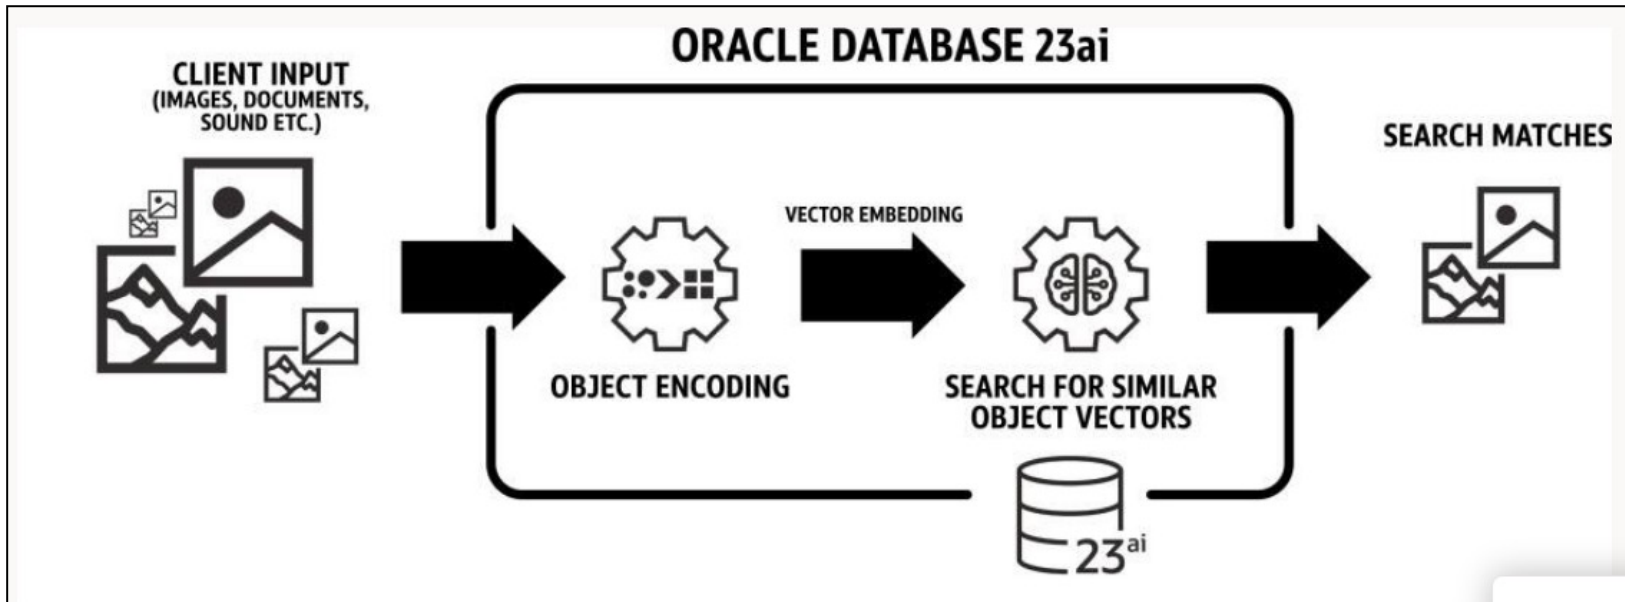 ORACLE DATABASE 23ai
CLIENT INPUT
(IMAGES, DOCUMENTS,
SOUND ETC.)
SEARCH MATCHES
VECTOR EMBEDDING
OBJECT ENCODING
SEARCH FOR SIMILAR
OBJECT VECTORS
23ai